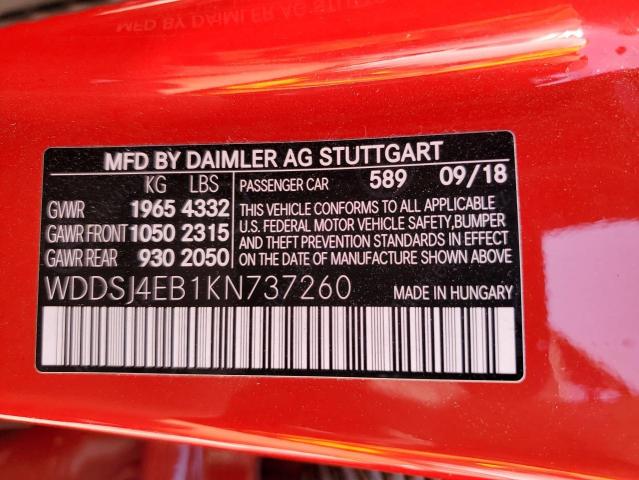 MFD BY DAIMLER AG STUTTGART
KG LBS
GVWR 1965 4332
GAWR FRONT 1050 2315
GAWR REAR 930 2050
PASSENGER CAR 589 09/18
THIS VEHICLE CONFORMS TO ALL APPLICABLE
U.S. FEDERAL MOTOR VEHICLE SAFETY,BUMPER
AND THEFT PREVENTION STANDARDS IN EFFECT
ON THE DATE OF MANUFACTURE SHOWN ABOVE
WDDSJ4EB1KN737260 MADE IN HUNGARY